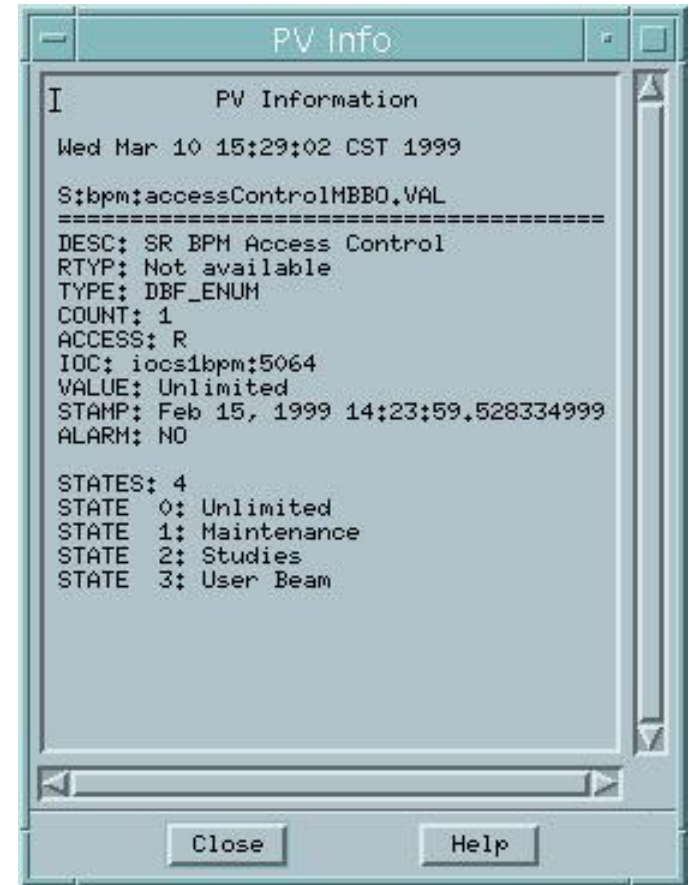 PV Info
PV Information
Wed Mar 10 15:29:02 CST 1999
S:bpm:accessControlMBBO.VAL
======================================
DESC: SR BPM Access Control
RTYP: Not available
TYPE: DBF_ENUM
COUNT: 1
ACCESS: R
IOC: iocs1bpm:5064
VALUE: Unlimited
STAMP: Feb 15, 1999 14:23:59.528334999
ALARM: NO
STATES: 4
STATE  0: Unlimited
STATE  1: Maintenance
STATE  2: Studies
STATE  3: User Beam
Close Help